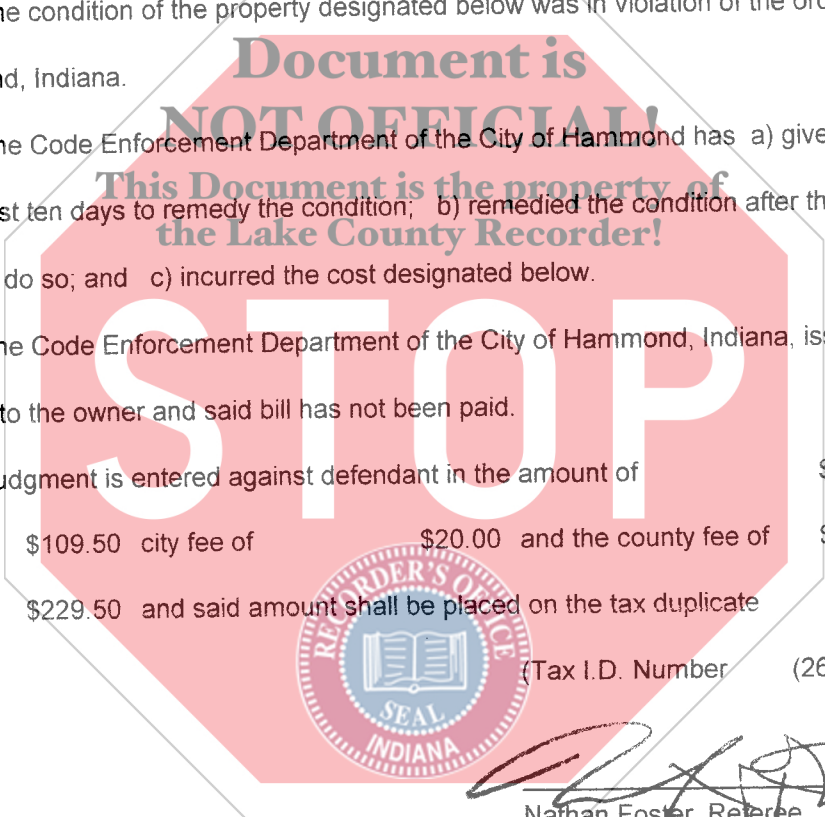 ne condition of the property designated below was in violation of the ord
nd, Indiana.
ne Code Enforcement Department of the City of Hammond has a) give
st ten days to remedy the condition; b) remedied the condition after th
do so; and c) incurred the cost designated below.
ne Code Enforcement Department of the City of Hammond, Indiana, iss
to the owner and said bill has not been paid.
udgment is entered against defendant in the amount of $
$109.50 city fee of $20.00 and the county fee of $
$229.50 and said amount shall be placed on the tax duplicate
(Tax I.D. Number (26
Nathan Foster, Referee
Document is
NOT OFFICIAL!
This Document is the property of
the Lake County Recorder!
STOP
RECORDER'S OFFICE
SEAL
INDIANA